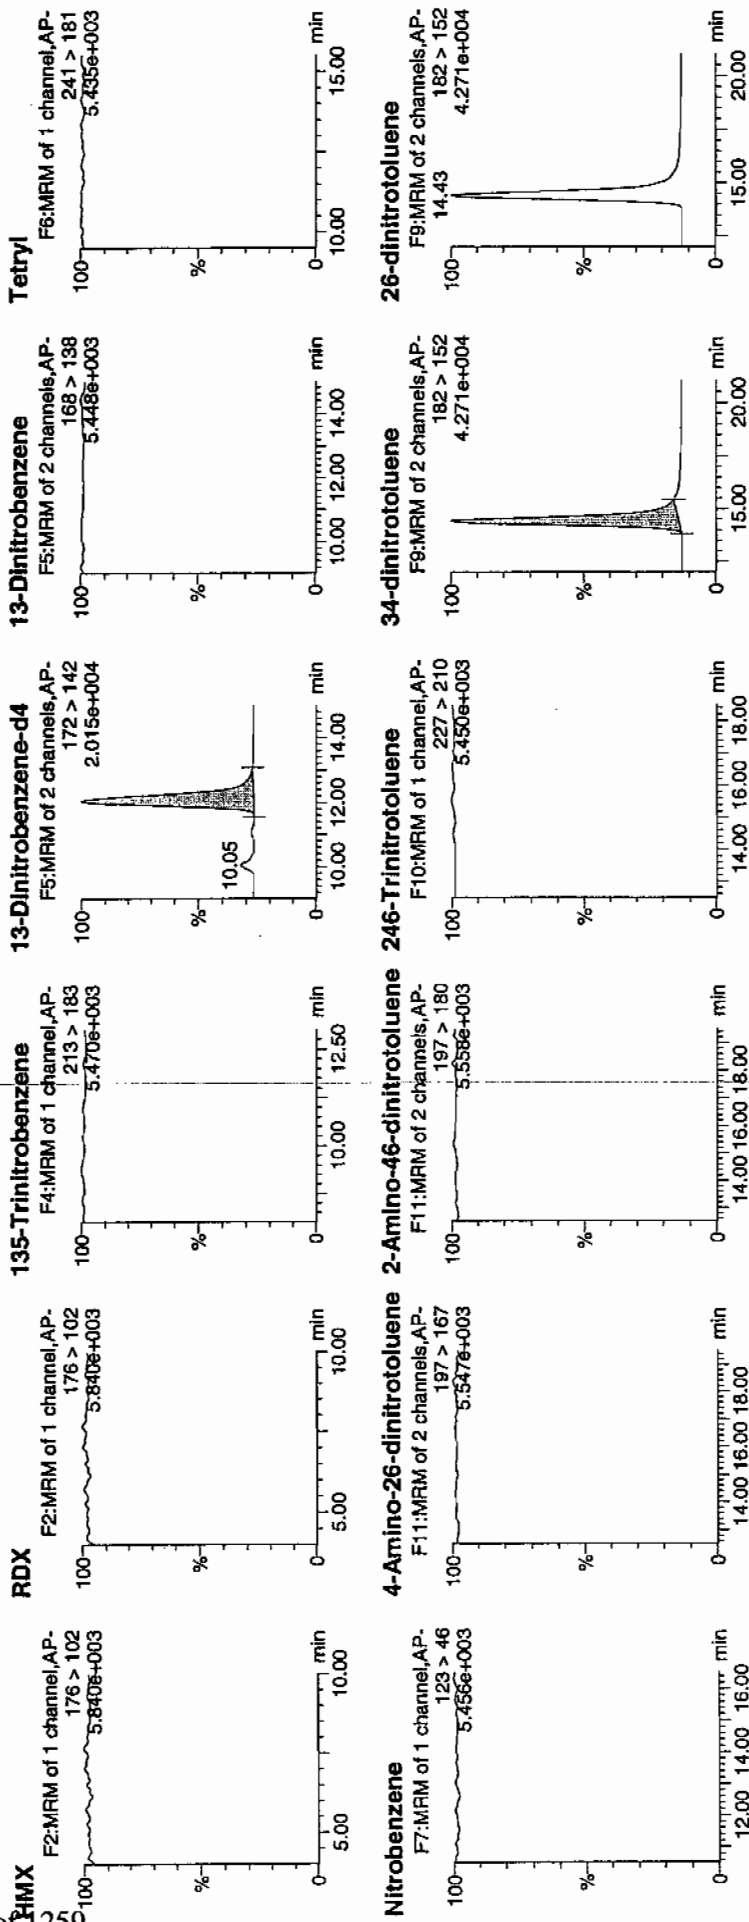 HMX
F2:MRM of 1 channel,AP-
176 > 102
5.840e+003
100
%
0
5.00
10.00
min
RDX
F2:MRM of 1 channel,AP-
176 > 102
5.840e+003
100
%
0
5.00
10.00
min
135-Trinitrobenzene
F4:MRM of 1 channel,AP-
213 > 183
5.470e+003
100
%
0
10.00
12.50
min
13-Dinitrobenzene-d4
F5:MRM of 2 channels,AP-
172 > 142
2.015e+004
100
%
10.05
0
10.00
12.00
14.00
min
13-Dinitrobenzene
F5:MRM of 2 channels,AP-
168 > 138
5.448e+003
100
%
0
10.00
12.00
14.00
min
Tetryl
F6:MRM of 1 channel,AP-
241 > 181
5.435e+003
100
%
0
10.00
15.00
min
Nitrobenzene
F7:MRM of 1 channel,AP-
123 > 46
5.456e+003
100
%
0
12.00
14.00
16.00
min
4-Amino-26-dinitrotoluene
F11:MRM of 2 channels,AP-
197 > 167
5.547e+003
100
%
0
14.00
16.00
18.00
min
2-Amino-46-dinitrotoluene
F11:MRM of 2 channels,AP-
197 > 180
5.558e+003
100
%
0
14.00
16.00
18.00
min
246-Trinitrotoluene
F10:MRM of 1 channel,AP-
227 > 210
5.450e+003
100
%
0
14.00
16.00
18.00
min
34-dinitrotoluene
F9:MRM of 2 channels,AP-
182 > 152
4.271e+004
100
%
0
15.00
20.00
min
26-dinitrotoluene
F9:MRM of 2 channels,AP-
182 > 152
14.43
4.271e+004
100
%
0
15.00
20.00
min
of 1259